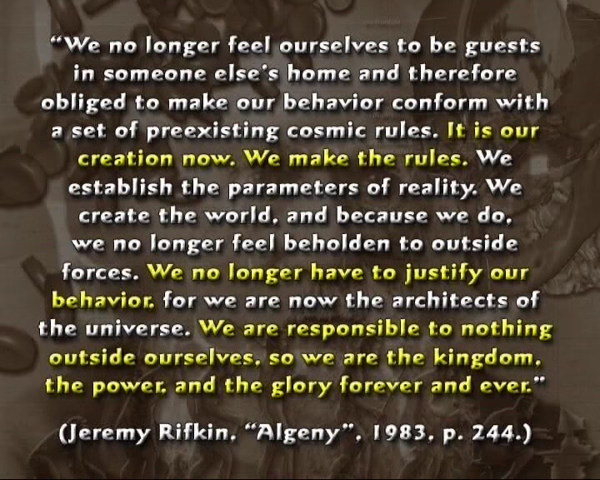 "We no longer feel ourselves to be guests
in someone else's home and therefore
obliged to make our behavior conform with
a set of preexisting cosmic rules. It is our
creation now. We make the rules. We
establish the parameters of reality. We
create the world, and because we do,
we no longer feel beholden to outside
forces. We no longer have to justify our
behavior, for we are now the architects of
the universe. We are responsible to nothing
outside ourselves, so we are the kingdom,
the power, and the glory forever and ever."
(Jeremy Rifkin, "Algeny", 1983, p. 244.)